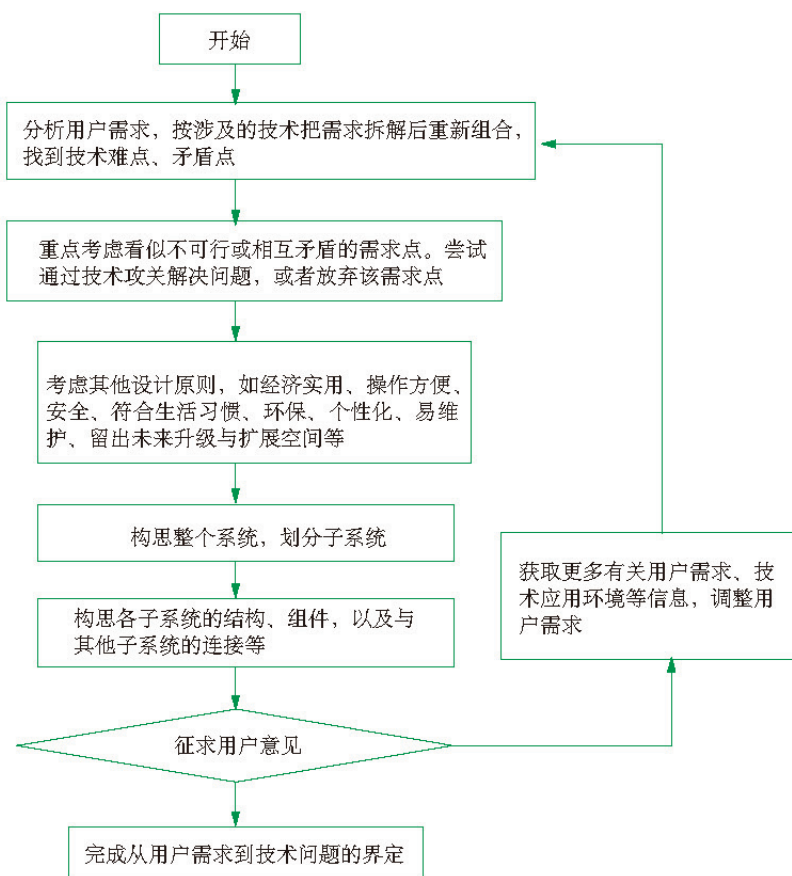 开始
分析用户需求，按涉及的技术把需求拆解后重新组合，
找到技术难点、矛盾点
重点考虑看似不可行或相互矛盾的需求点。尝试
通过技术攻关解决问题，或者放弃该需求点
考虑其他设计原则，如经济实用、操作方便、
安全、符合生活习惯、环保、个性化、易维
护、留出未来升级与扩展空间等
构思整个系统，划分子系统
构思各子系统的结构、组件，以及与
其他子系统的连接等
征求用户意见
获取更多有关用户需求、技
术应用环境等信息，调整用
户需求
完成从用户需求到技术问题的界定